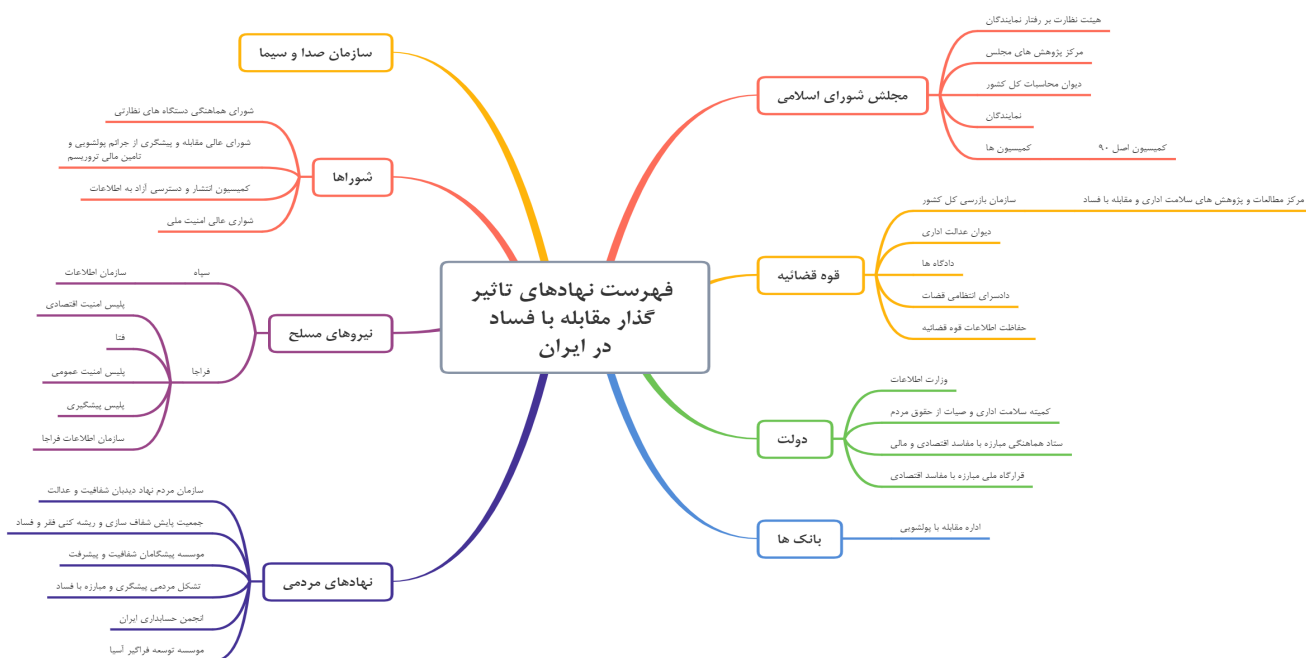 فهرست نهادهای تاثیر
گذار مقابله با فساد
در ایران
مجلش شورای اسلامی
هیئت نظارت بر رفتار نمایندگان
مرکز پژوهش های مجلس
دیوان محاسبات کل کشور
نمایندگان
کمیسیون ها
کمیسیون اصل ۹۰
قوه قضائیه
سازمان بازرسی کل کشور
مرکز مطالعات و پژوهش های سلامت اداری و مقابله با فساد
دیوان عدالت اداری
دادگاه ها
دادسرای انتظامی قضات
حفاظت اطلاعات قوه قضائیه
دولت
وزارت اطلاعات
کمیته سلامت اداری و صیات از حقوق مردم
ستاد هماهنگی مبارزه با مفاسد اقتصادی و مالی
قرارگاه ملی مبارزه با مفاسد اقتصادی
بانک ها
اداره مقابله با پولشویی
سازمان صدا و سیما
شوراها
شورای هماهنگی دستگاه های نظارتی
شورای عالی مقابله و پیشگری از جرائم پولشویی و
تامین مالی تروریسم
کمیسیون انتشار و دسترسی آزاد به اطلاعات
شواری عالی امنیت ملی
نیروهای مسلح
سپاه
سازمان اطلاعات
فراجا
پلیس امنیت اقتصادی
فتا
پلیس امنیت عمومی
پلیس پیشگیری
سازمان اطلاعات فراجا
نهادهای مردمی
سازمان مردم نهاد دیدبان شفافیت و عدالت
جمعیت پایش شفاف سازی و ریشه کنی فقر و فساد
موسسه پیشگامان شفافیت و پیشرفت
تشکل مردمی پیشگری و مبارزه با فساد
انجمن حسابداری ایران
موسسه توسعه فراگیر آسیا